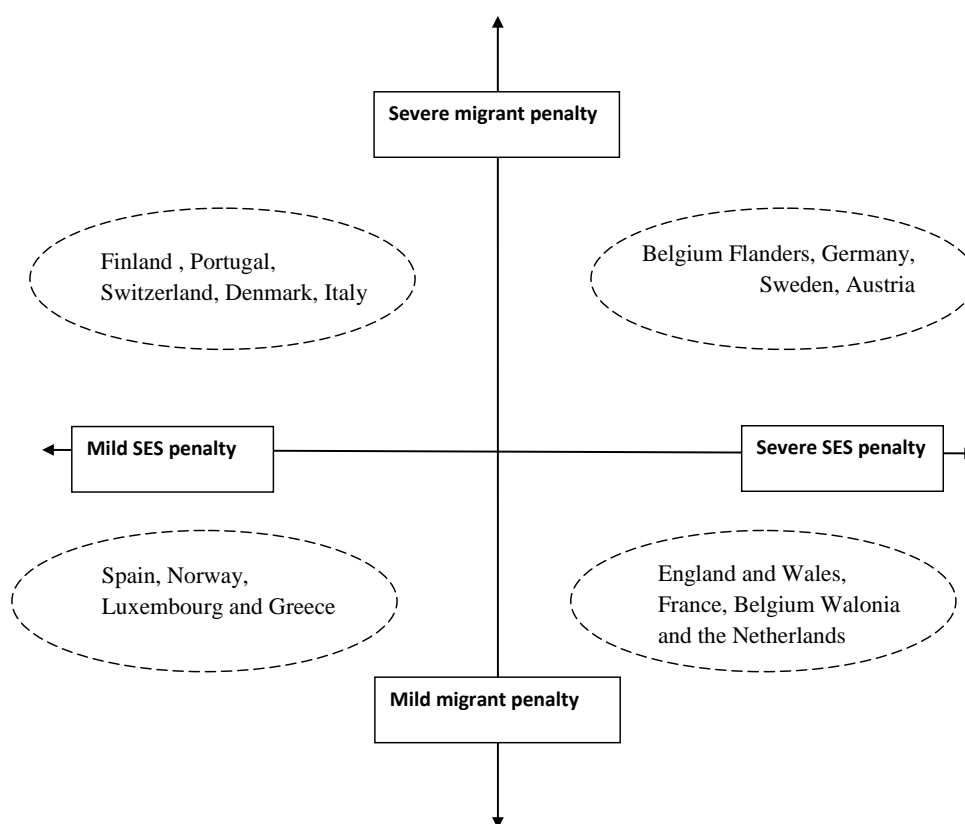 Severe migrant penalty
Finland , Portugal,
Switzerland, Denmark, Italy
Belgium Flanders, Germany,
Sweden, Austria
Mild SES penalty
Severe SES penalty
Spain, Norway,
Luxembourg and Greece
England and Wales,
France, Belgium Walonia
and the Netherlands
Mild migrant penalty